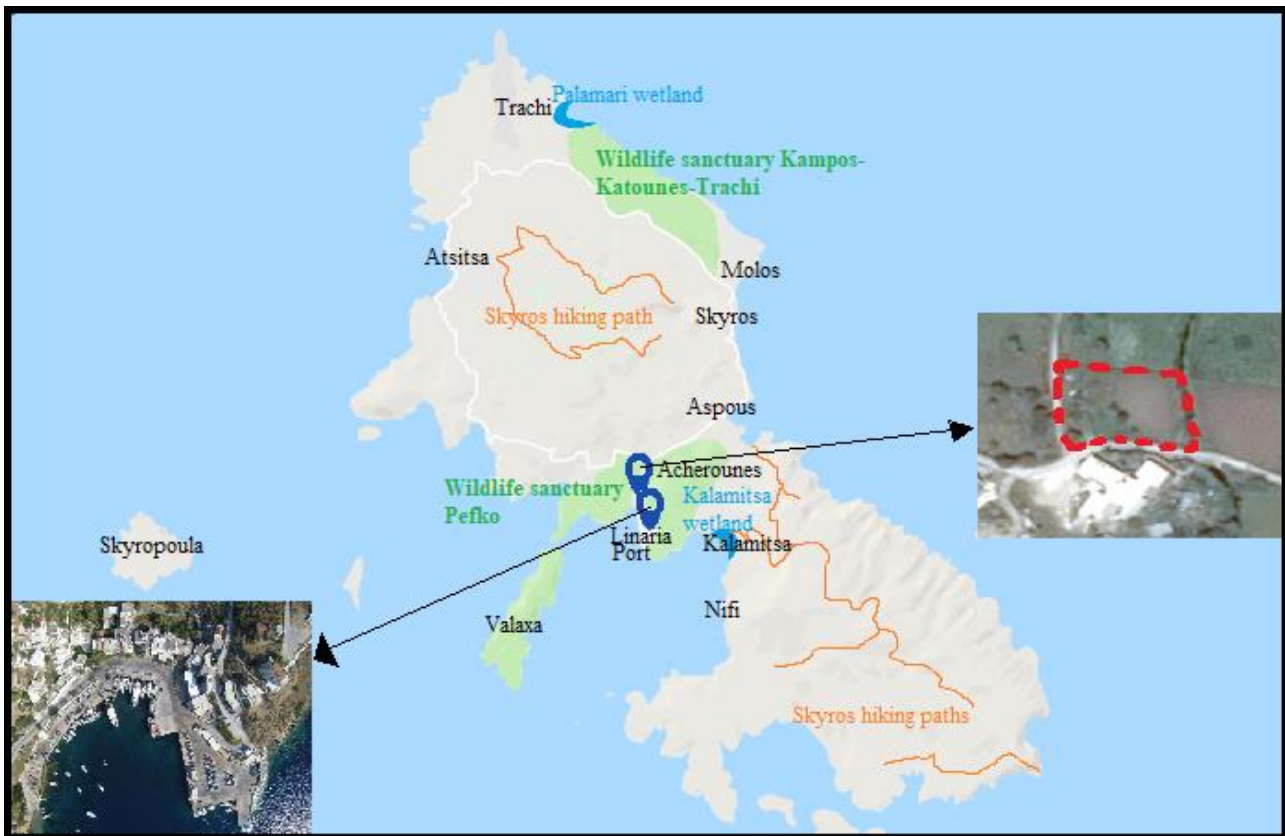 Palamari wetland
Trachi
Wildlife sanctuary Kampos-
Katounes-Trachi
Atsitsa
Molos
Skyros hiking path
Skyros
Aspous
Acherounes
Wildlife sanctuary
Pefko
Kalamitsa
wetland
Linaria
Port
Kalamitsa
Skyropoula
Nifi
Valaxa
Skyros hiking paths